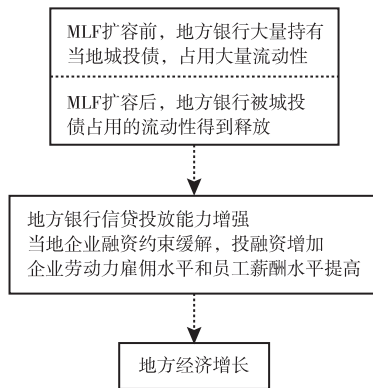 MLF扩容前，地方银行大量持有
当地城投债，占用大量流动性
MLF扩容后，地方银行被城投
债占用的流动性得到释放
地方银行信贷投放能力增强
当地企业融资约束缓解，投融资增加
企业劳动力雇佣水平和员工薪酬水平提高
地方经济增长